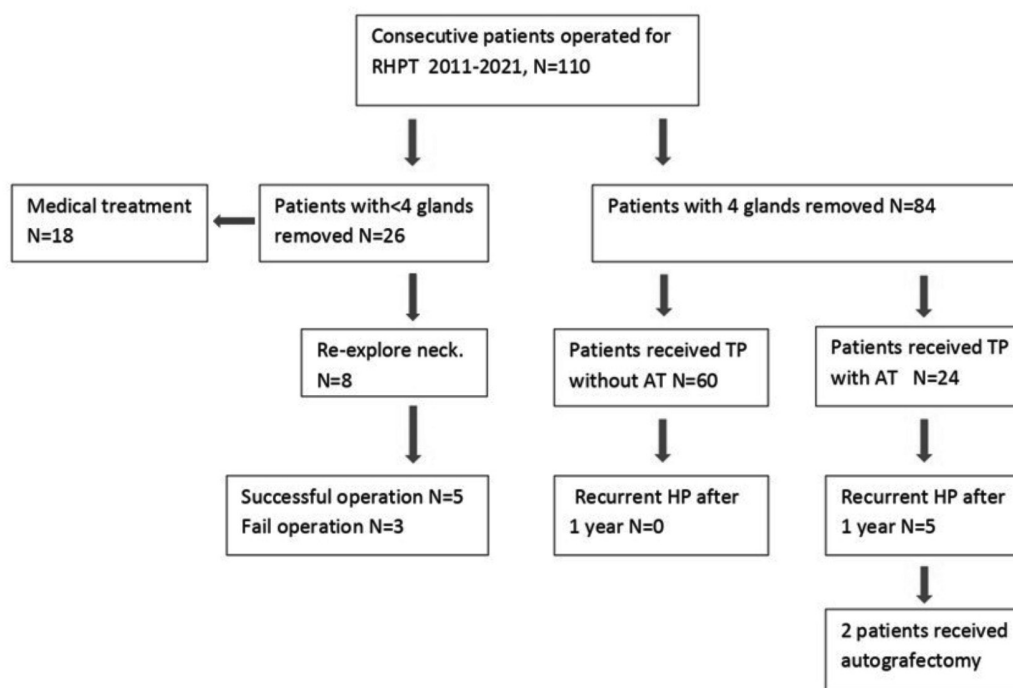 Consecutive patients operated for
RHPT 2011-2021, N=110
Medical treatment
N=18
Patients with<4 glands
removed N=26
Patients with 4 glands removed N=84
Re-explore neck.
N=8
Patients received TP
without AT N=60
Patients received TP
with AT N=24
Successful operation N=5
Fail operation N=3
Recurrent HP after
1 year N=0
Recurrent HP after
1 year N=5
2 patients received
autografectomy